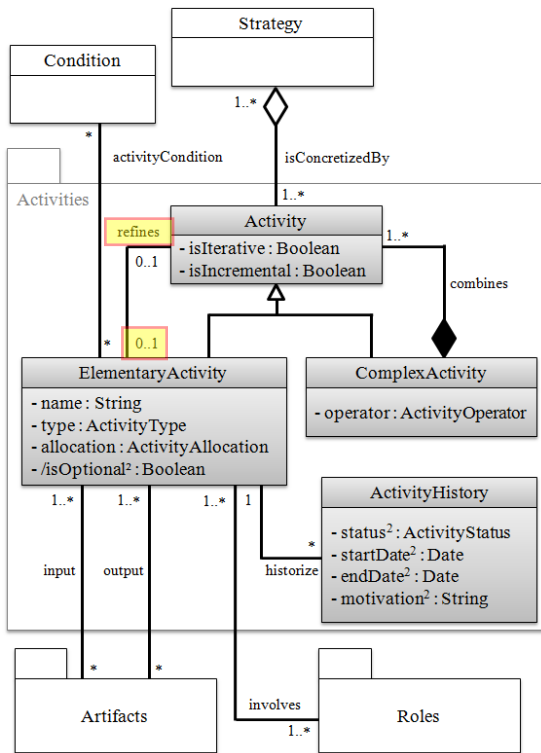 Strategy
Condition
1..*
*
activityCondition
isConcretizedBy
Activities
1..*
Activity
refines
- isIterative : Boolean
- isIncremental : Boolean
1..*
0..1
combines
0..1
*
ElementaryActivity
- name : String
- type : ActivityType
- allocation : ActivityAllocation
- /isOptional² : Boolean
ComplexActivity
- operator : ActivityOperator
1..*
1..*
1..*
1
ActivityHistory
- status² : ActivityStatus
- startDate² : Date
- endDate² : Date
- motivation² : String
*
input
output
historize
*
*
involves
1..*
Artifacts
Roles